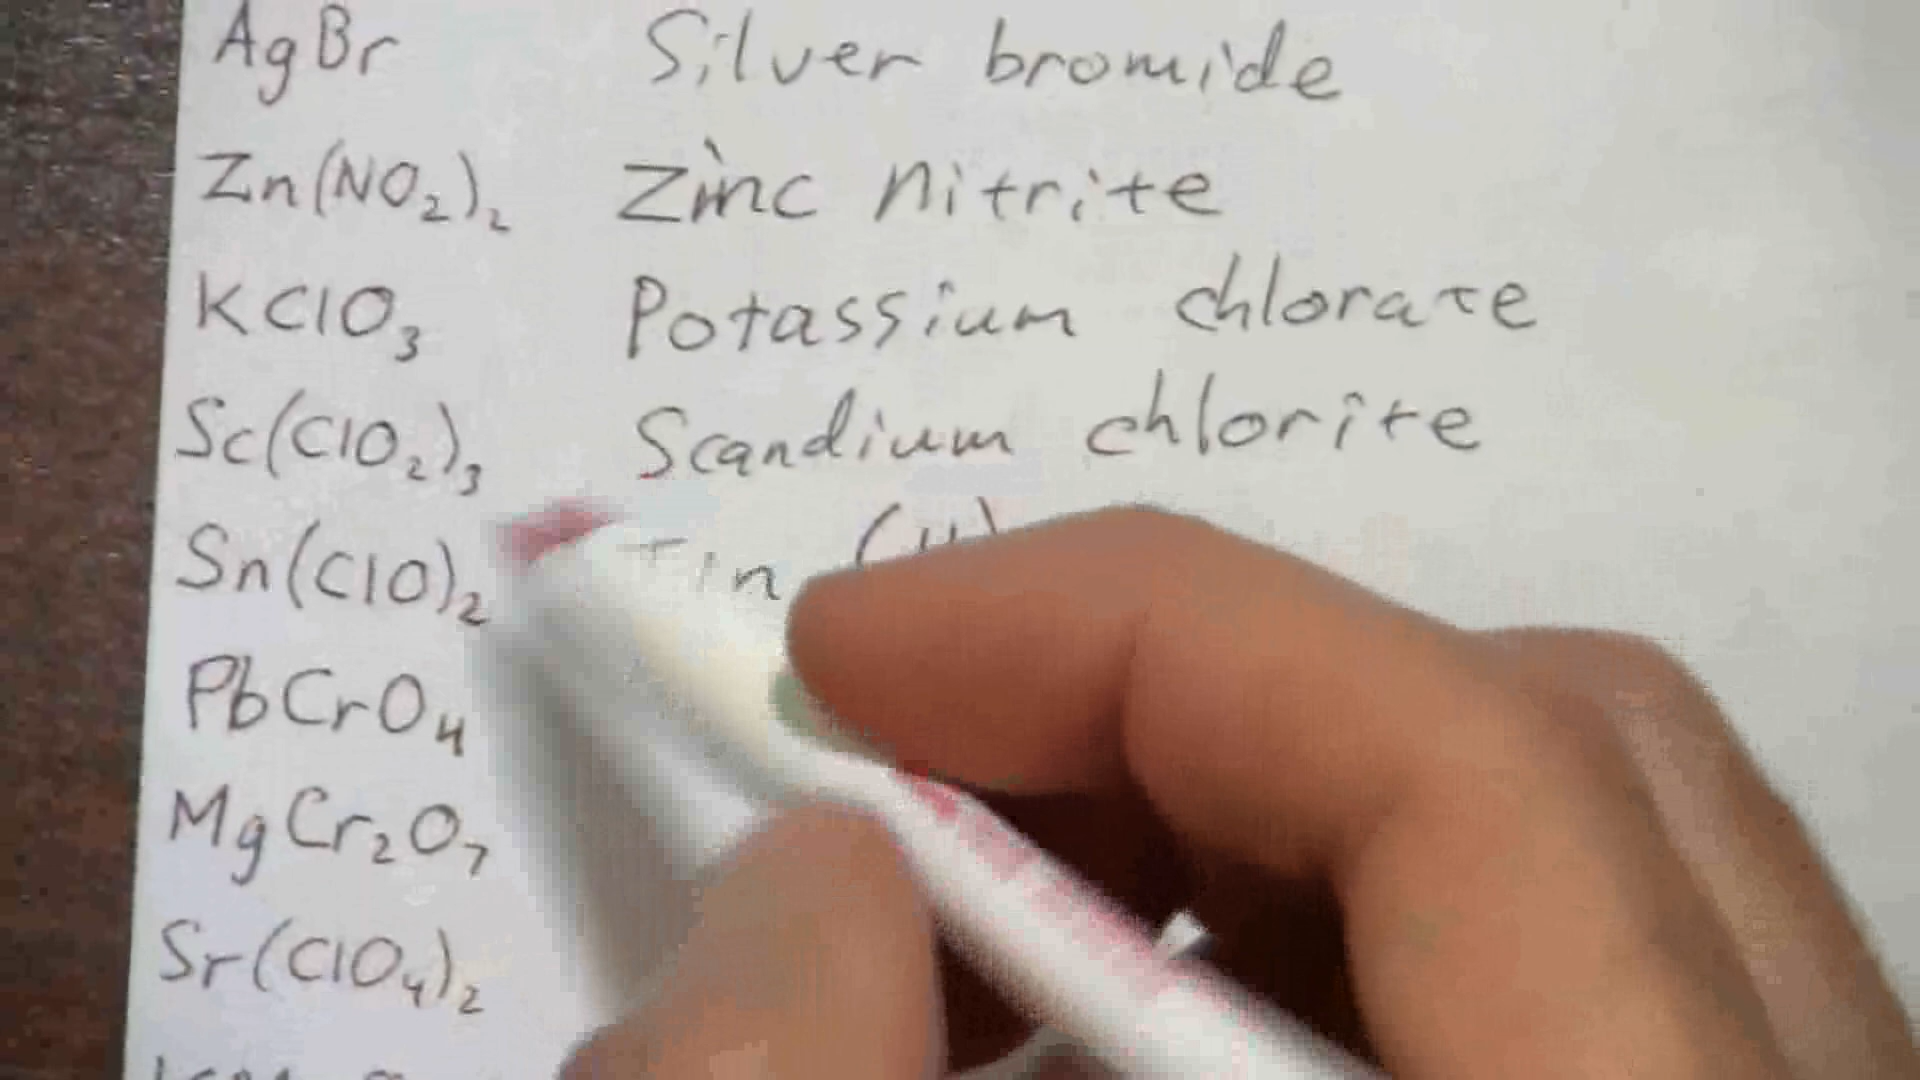 AgBr Silver bromide
Zn(NO₂)₂ Zinc nitrite
KClO₃ Potassium chlorate
Sc(ClO₂)₃ Scandium chlorite
Sn(ClO)₂ Tin (II)
PbCrO₄
MgCr₂O₇
Sr(ClO₄)₂